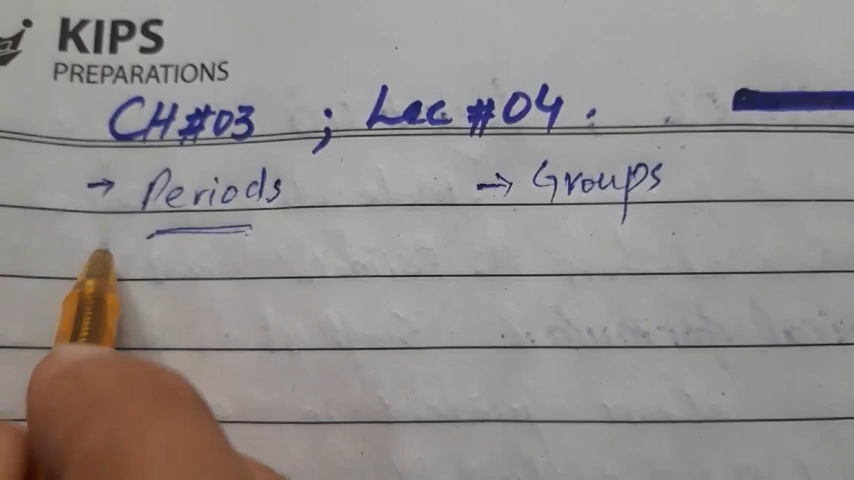 KIPS
PREPARATIONS
CH#03 ; Lec #04.
→ Periods → Groups